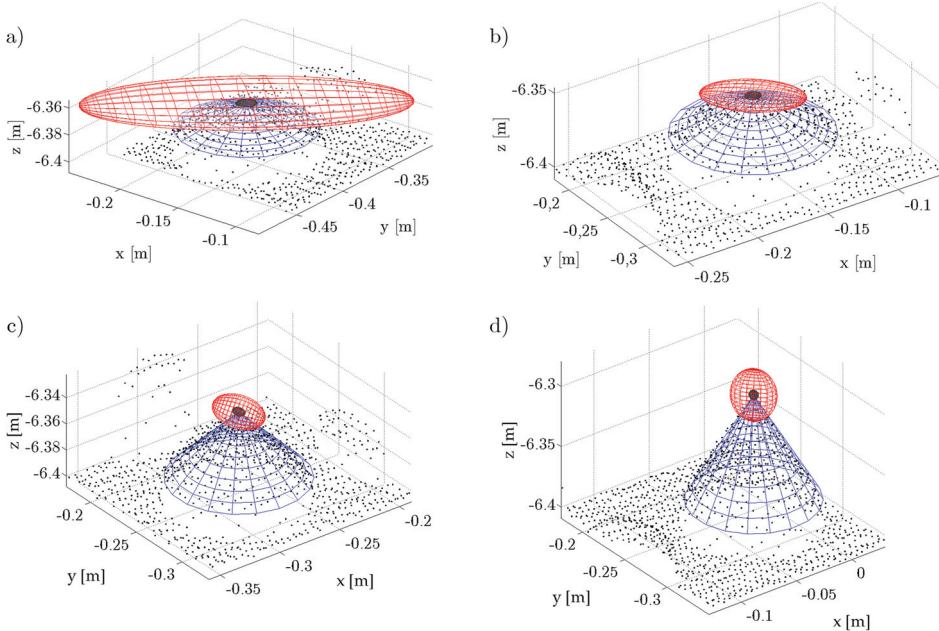 a)
-6.36
-6.38
-6.4
z [m]
-0.2
-0.15
-0.1
x [m]
-0.45
-0.4
-0.35
y [m]
b)
-6.35
-6.4
z [m]
-0,2
-0,25
-0,3
y [m]
-0.25
-0.2
-0.15
-0.1
x [m]
c)
-6.34
-6.36
-6.38
-6.4
z [m]
-0.2
-0.25
-0.3
y [m]
-0.35
-0.3
-0.25
-0.2
x [m]
d)
-6.3
-6.35
-6.4
z [m]
-0.2
-0.25
-0.3
y [m]
-0.1
-0.05
0
x [m]